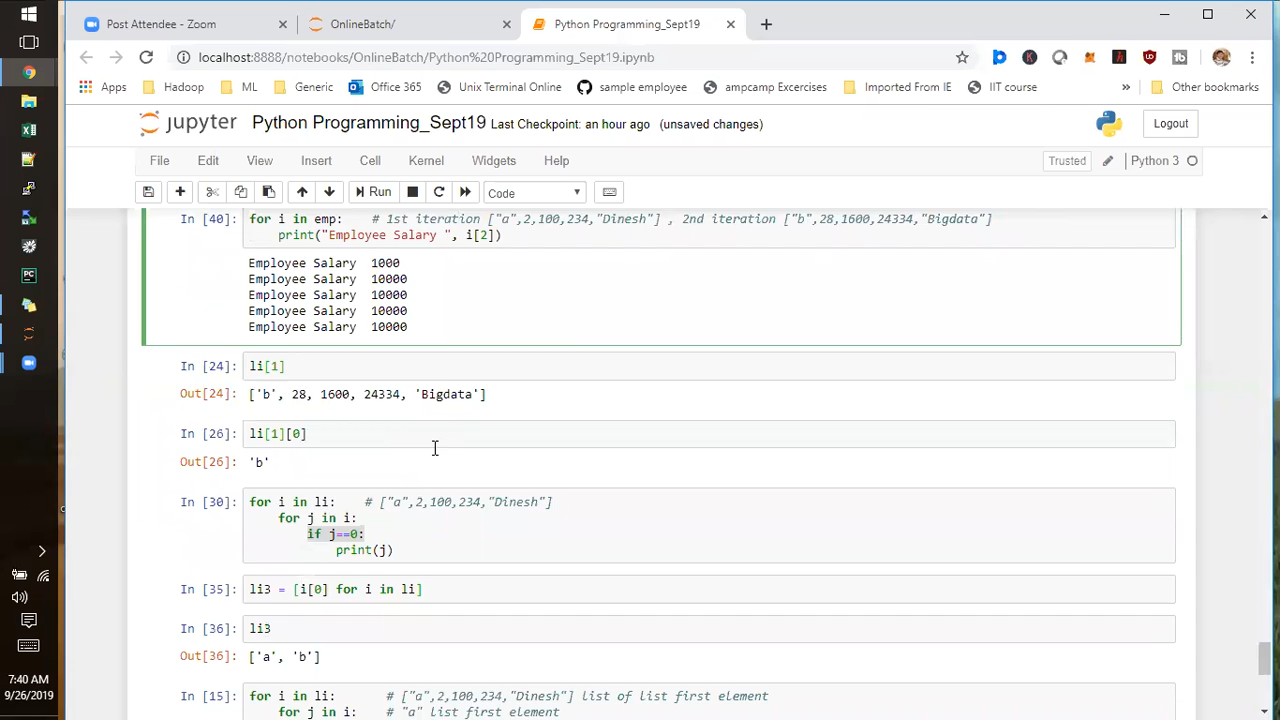 Post Attendee - Zoom
OnlineBatch/
Python Programming_Sept19
localhost:8888/notebooks/OnlineBatch/Python%20Programming_Sept19.ipynb
Apps Hadoop ML Generic Office 365 Unix Terminal Online sample employee ampcamp Excercises Imported From IE IIT course » Other bookmarks
jupyter Python Programming_Sept19 Last Checkpoint: an hour ago (unsaved changes) Logout
File Edit View Insert Cell Kernel Widgets Help Trusted Python 3
Run Code
In [40]: for i in emp: # 1st iteration ["a",2,100,234,"Dinesh"] , 2nd iteration ["b",28,1600,24334,"Bigdata"]
print("Employee Salary ", i[2])
Employee Salary 1000
Employee Salary 10000
Employee Salary 10000
Employee Salary 10000
Employee Salary 10000
In [24]: li[1]
Out[24]: ['b', 28, 1600, 24334, 'Bigdata']
In [26]: li[1][0]
Out[26]: 'b'
In [30]: for i in li: # ["a",2,100,234,"Dinesh"]
for j in i:
if j==0:
print(j)
In [35]: li3 = [i[0] for i in li]
In [36]: li3
Out[36]: ['a', 'b']
In [15]: for i in li: # ["a",2,100,234,"Dinesh"] list of list first element
for j in i: # "a" list first element
7:40 AM
9/26/2019